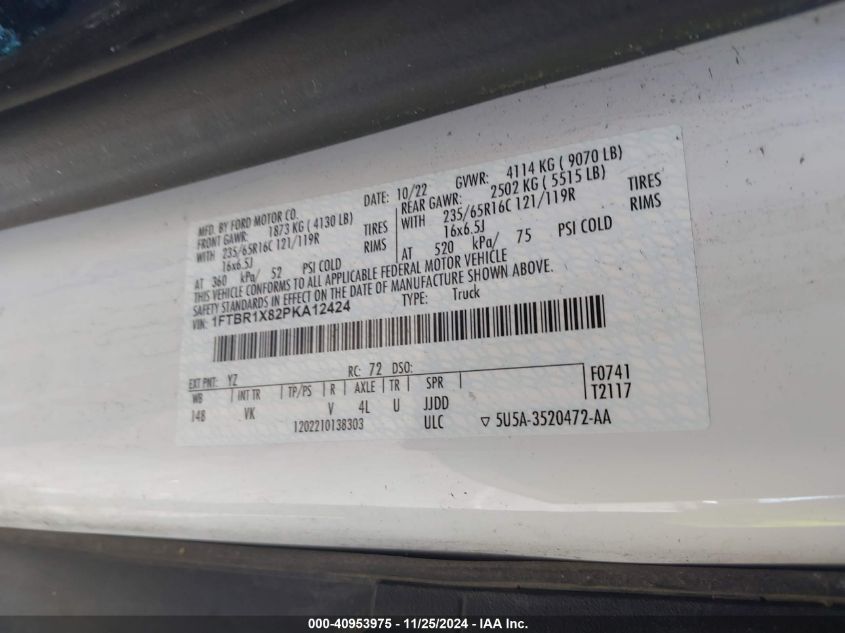 MFD. BY FORD MOTOR CO.
DATE: 10/22 GVWR: 4114 KG ( 9070 LB)
FRONT GAWR: 1873 KG ( 4130 LB) REAR GAWR: 2502 KG ( 5515 LB)
WITH 235/65R16C 121/119R TIRES WITH 235/65R16C 121/119R TIRES
16x6.5J RIMS 16x6.5J RIMS
AT 360 kPa/ 52 PSI COLD AT 520 kPa/ 75 PSI COLD
THIS VEHICLE CONFORMS TO ALL APPLICABLE FEDERAL MOTOR VEHICLE
SAFETY STANDARDS IN EFFECT ON THE DATE OF MANUFACTURE SHOWN ABOVE.
VIN: 1FTBR1X82PKA12424 TYPE: Truck
EXT PNT: YZ RC: 72 DSO: F0741
WB INT TR TP/PS R AXLE TR SPR T2117
148 VK V 4L U JJDD
1202210138303 ULC ▽ 5U5A-3520472-AA
000-40953975 - 11/25/2024 - IAA Inc.